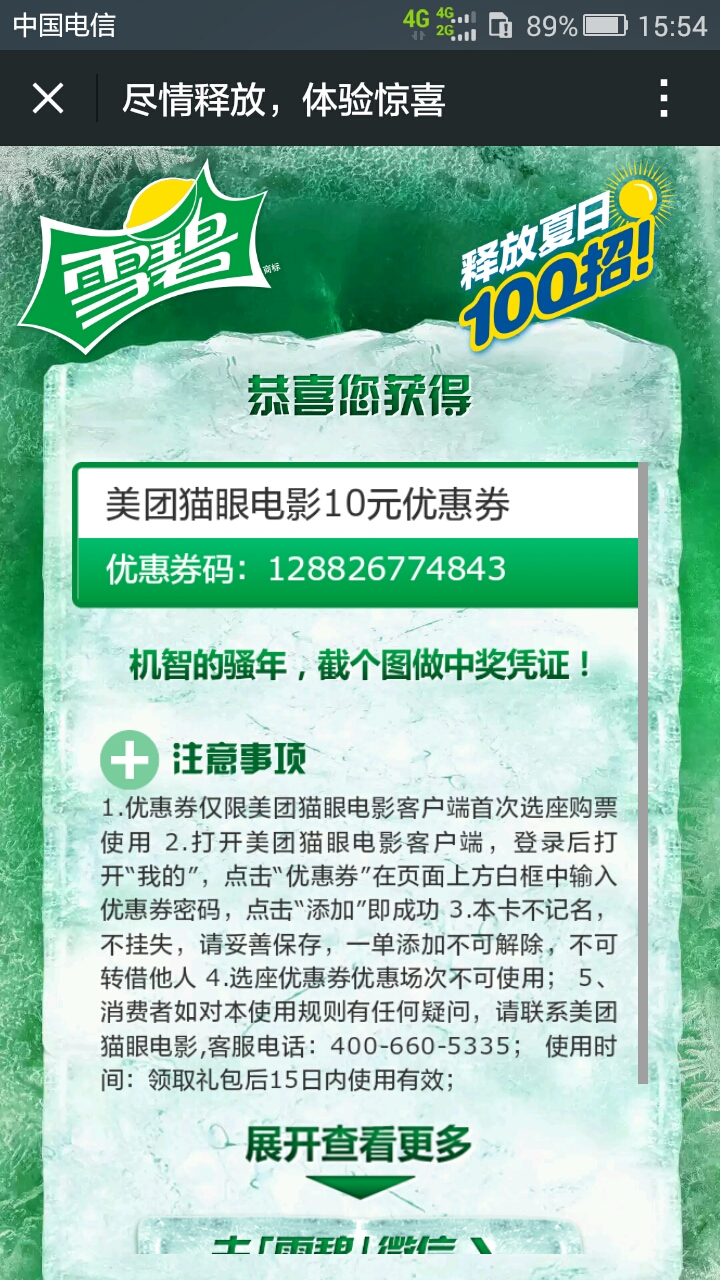 中国电信
4G 4G 2G 89% 15:54
尽情释放，体验惊喜
雪碧
商标
释放夏日
100招!
恭喜您获得
美团猫眼电影10元优惠券
优惠券码：128826774843
机智的骚年，截个图做中奖凭证！
注意事项
1.优惠券仅限美团猫眼电影客户端首次选座购票
使用 2.打开美团猫眼电影客户端，登录后打
开“我的”，点击“优惠券”在页面上方白框中输入
优惠券密码，点击“添加”即成功 3.本卡不记名，
不挂失，请妥善保存，一单添加不可解除，不可
转借他人 4.选座优惠券优惠场次不可使用； 5、
消费者如对本使用规则有任何疑问，请联系美团
猫眼电影,客服电话：400-660-5335； 使用时
间：领取礼包后15日内使用有效；
展开查看更多
去「雪碧」微信